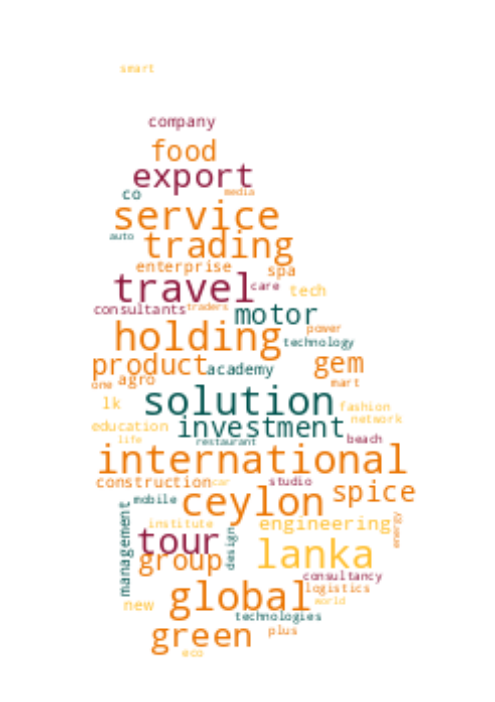 smart
company
food
export
co media
service
auto
trading
enterprise spa
travel care tech
consultants traders motor
holding power
technology
product academy gem
one agro mart
lk solution fashion
network
education investment
life restaurant beach
international
construction car studio
mobile ceylon spice
management institute engineering energy
tour design
group lanka
consultancy
logistics
new global world
technologies
green plus
eco